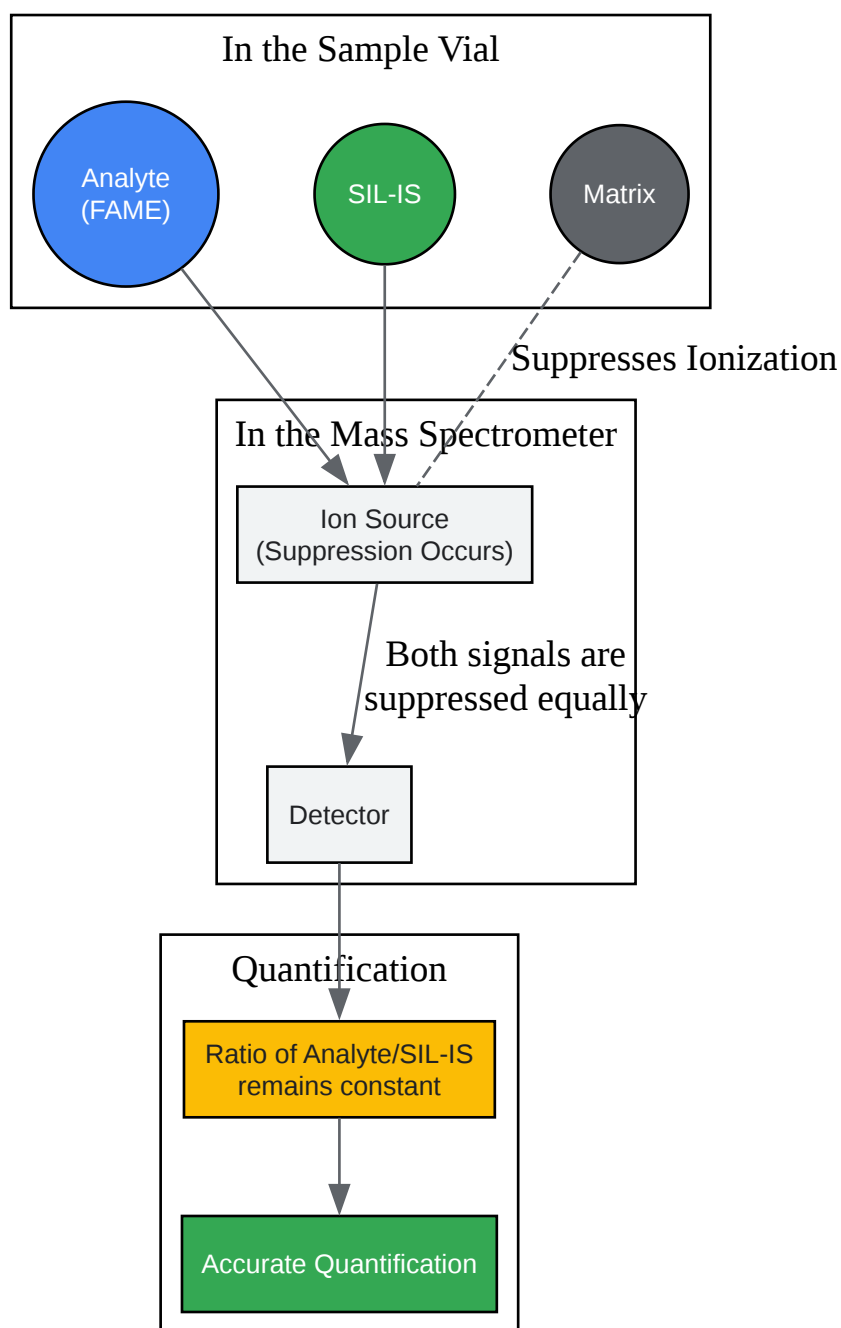 In the Sample Vial
Analyte
(FAME)
SIL-IS
Matrix
Suppresses Ionization
In the Mass Spectrometer
Ion Source
(Suppression Occurs)
Both signals are
suppressed equally
Detector
Quantification
Ratio of Analyte/SIL-IS
remains constant
Accurate Quantification